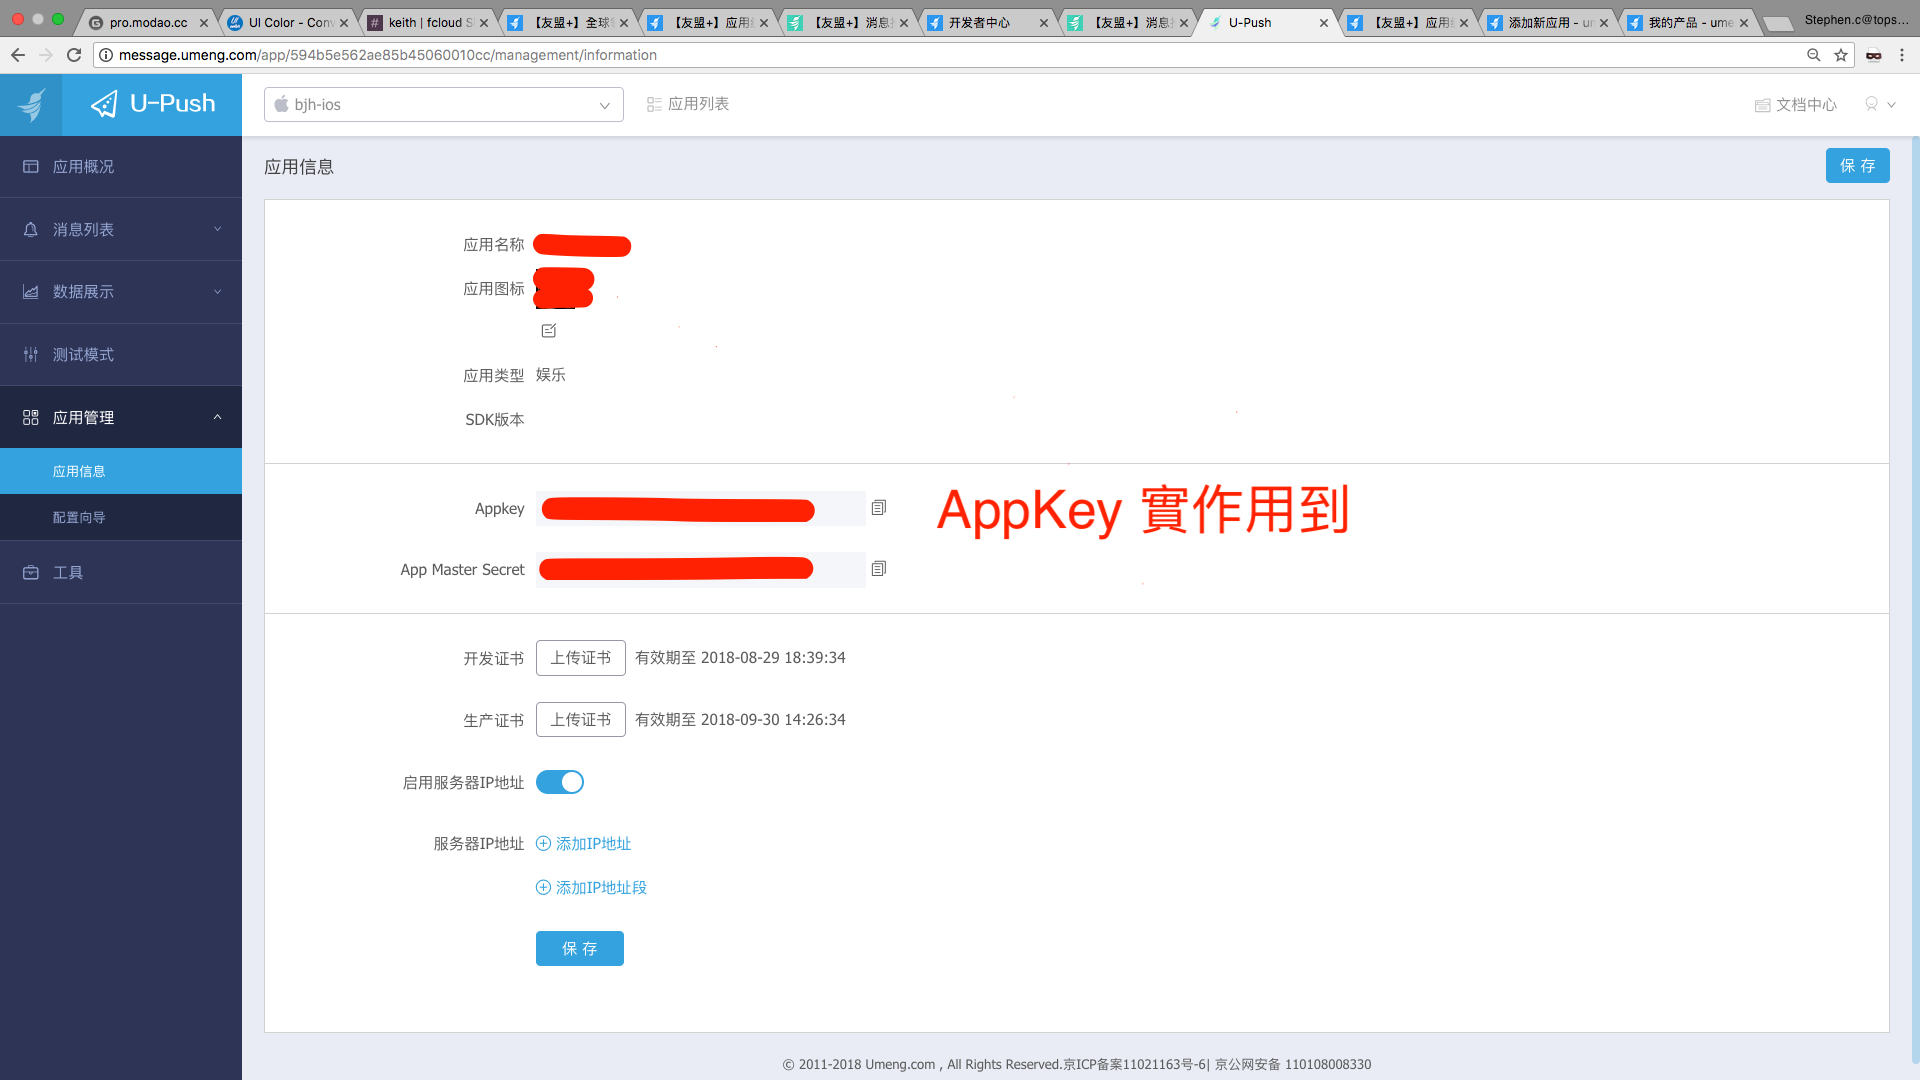 pro.modao.cc
UI Color - Conv
keith | fcloud S
【友盟+】全球
【友盟+】应用
【友盟+】消息
开发者中心
【友盟+】消息
U-Push
【友盟+】应用
添加新应用 - u
我的产品 - ume
Stephen.c@tops...
message.umeng.com/app/594b5e562ae85b45060010cc/management/information
U-Push
bjh-ios
应用列表
文档中心
应用概况
消息列表
数据展示
测试模式
应用管理
应用信息
配置向导
工具
应用信息
保 存
应用名称
应用图标
应用类型 娱乐
SDK版本
Appkey
AppKey 實作用到
App Master Secret
开发证书 上传证书 有效期至 2018-08-29 18:39:34
生产证书 上传证书 有效期至 2018-09-30 14:26:34
启用服务器IP地址
服务器IP地址 添加IP地址
添加IP地址段
保 存
© 2011-2018 Umeng.com , All Rights Reserved.京ICP备案11021163号-6| 京公网安备 110108008330